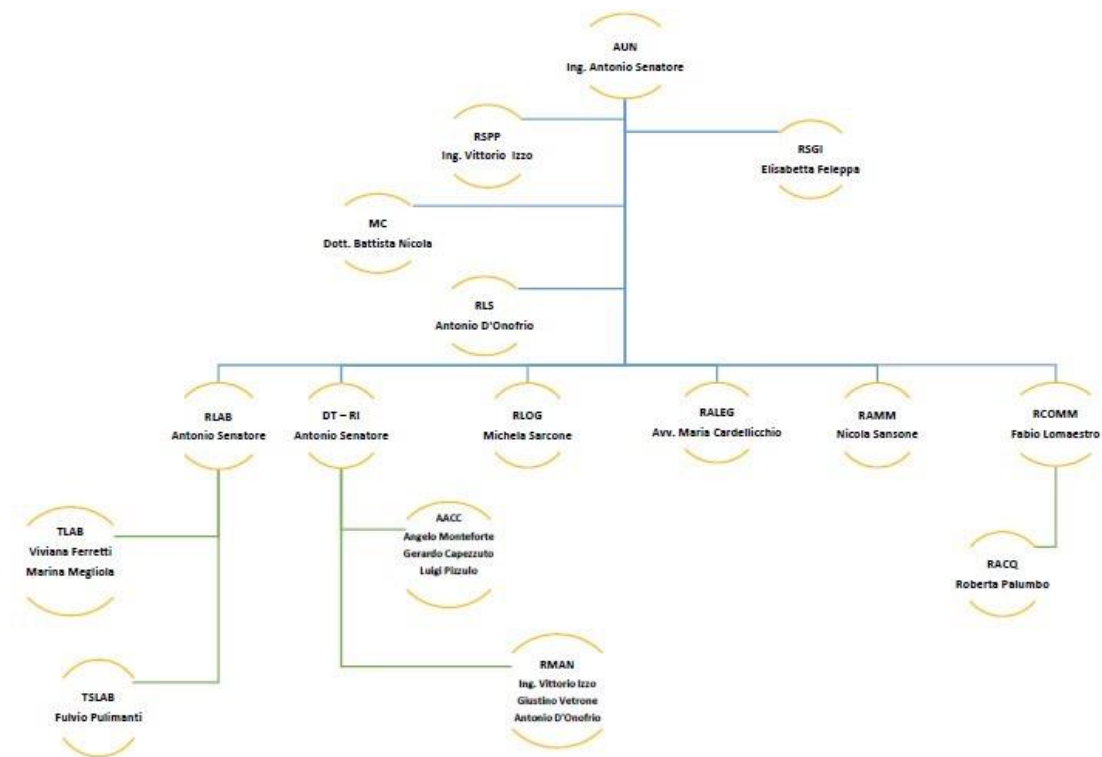 AUN
Ing. Antonio Senatore
RSPP
Ing. Vittorio Izzo
RSGI
Elisabetta Feleppa
MC
Dott. Battista Nicola
RLS
Antonio D'Onofrio
RLAB
Antonio Senatore
DT – RI
Antonio Senatore
RLOG
Michela Sarcone
RALEG
Avv. Maria Cardellicchio
RAMM
Nicola Sansone
RCOMM
Fabio Lomaestro
TLAB
Viviana Ferretti
Marina Megliola
AACC
Angelo Monteforte
Gerardo Capezzuto
Luigi Pizzulo
RACQ
Roberta Palumbo
TSLAB
Fulvio Pulimanti
RMAN
Ing. Vittorio Izzo
Giustino Vetrone
Antonio D'Onofrio